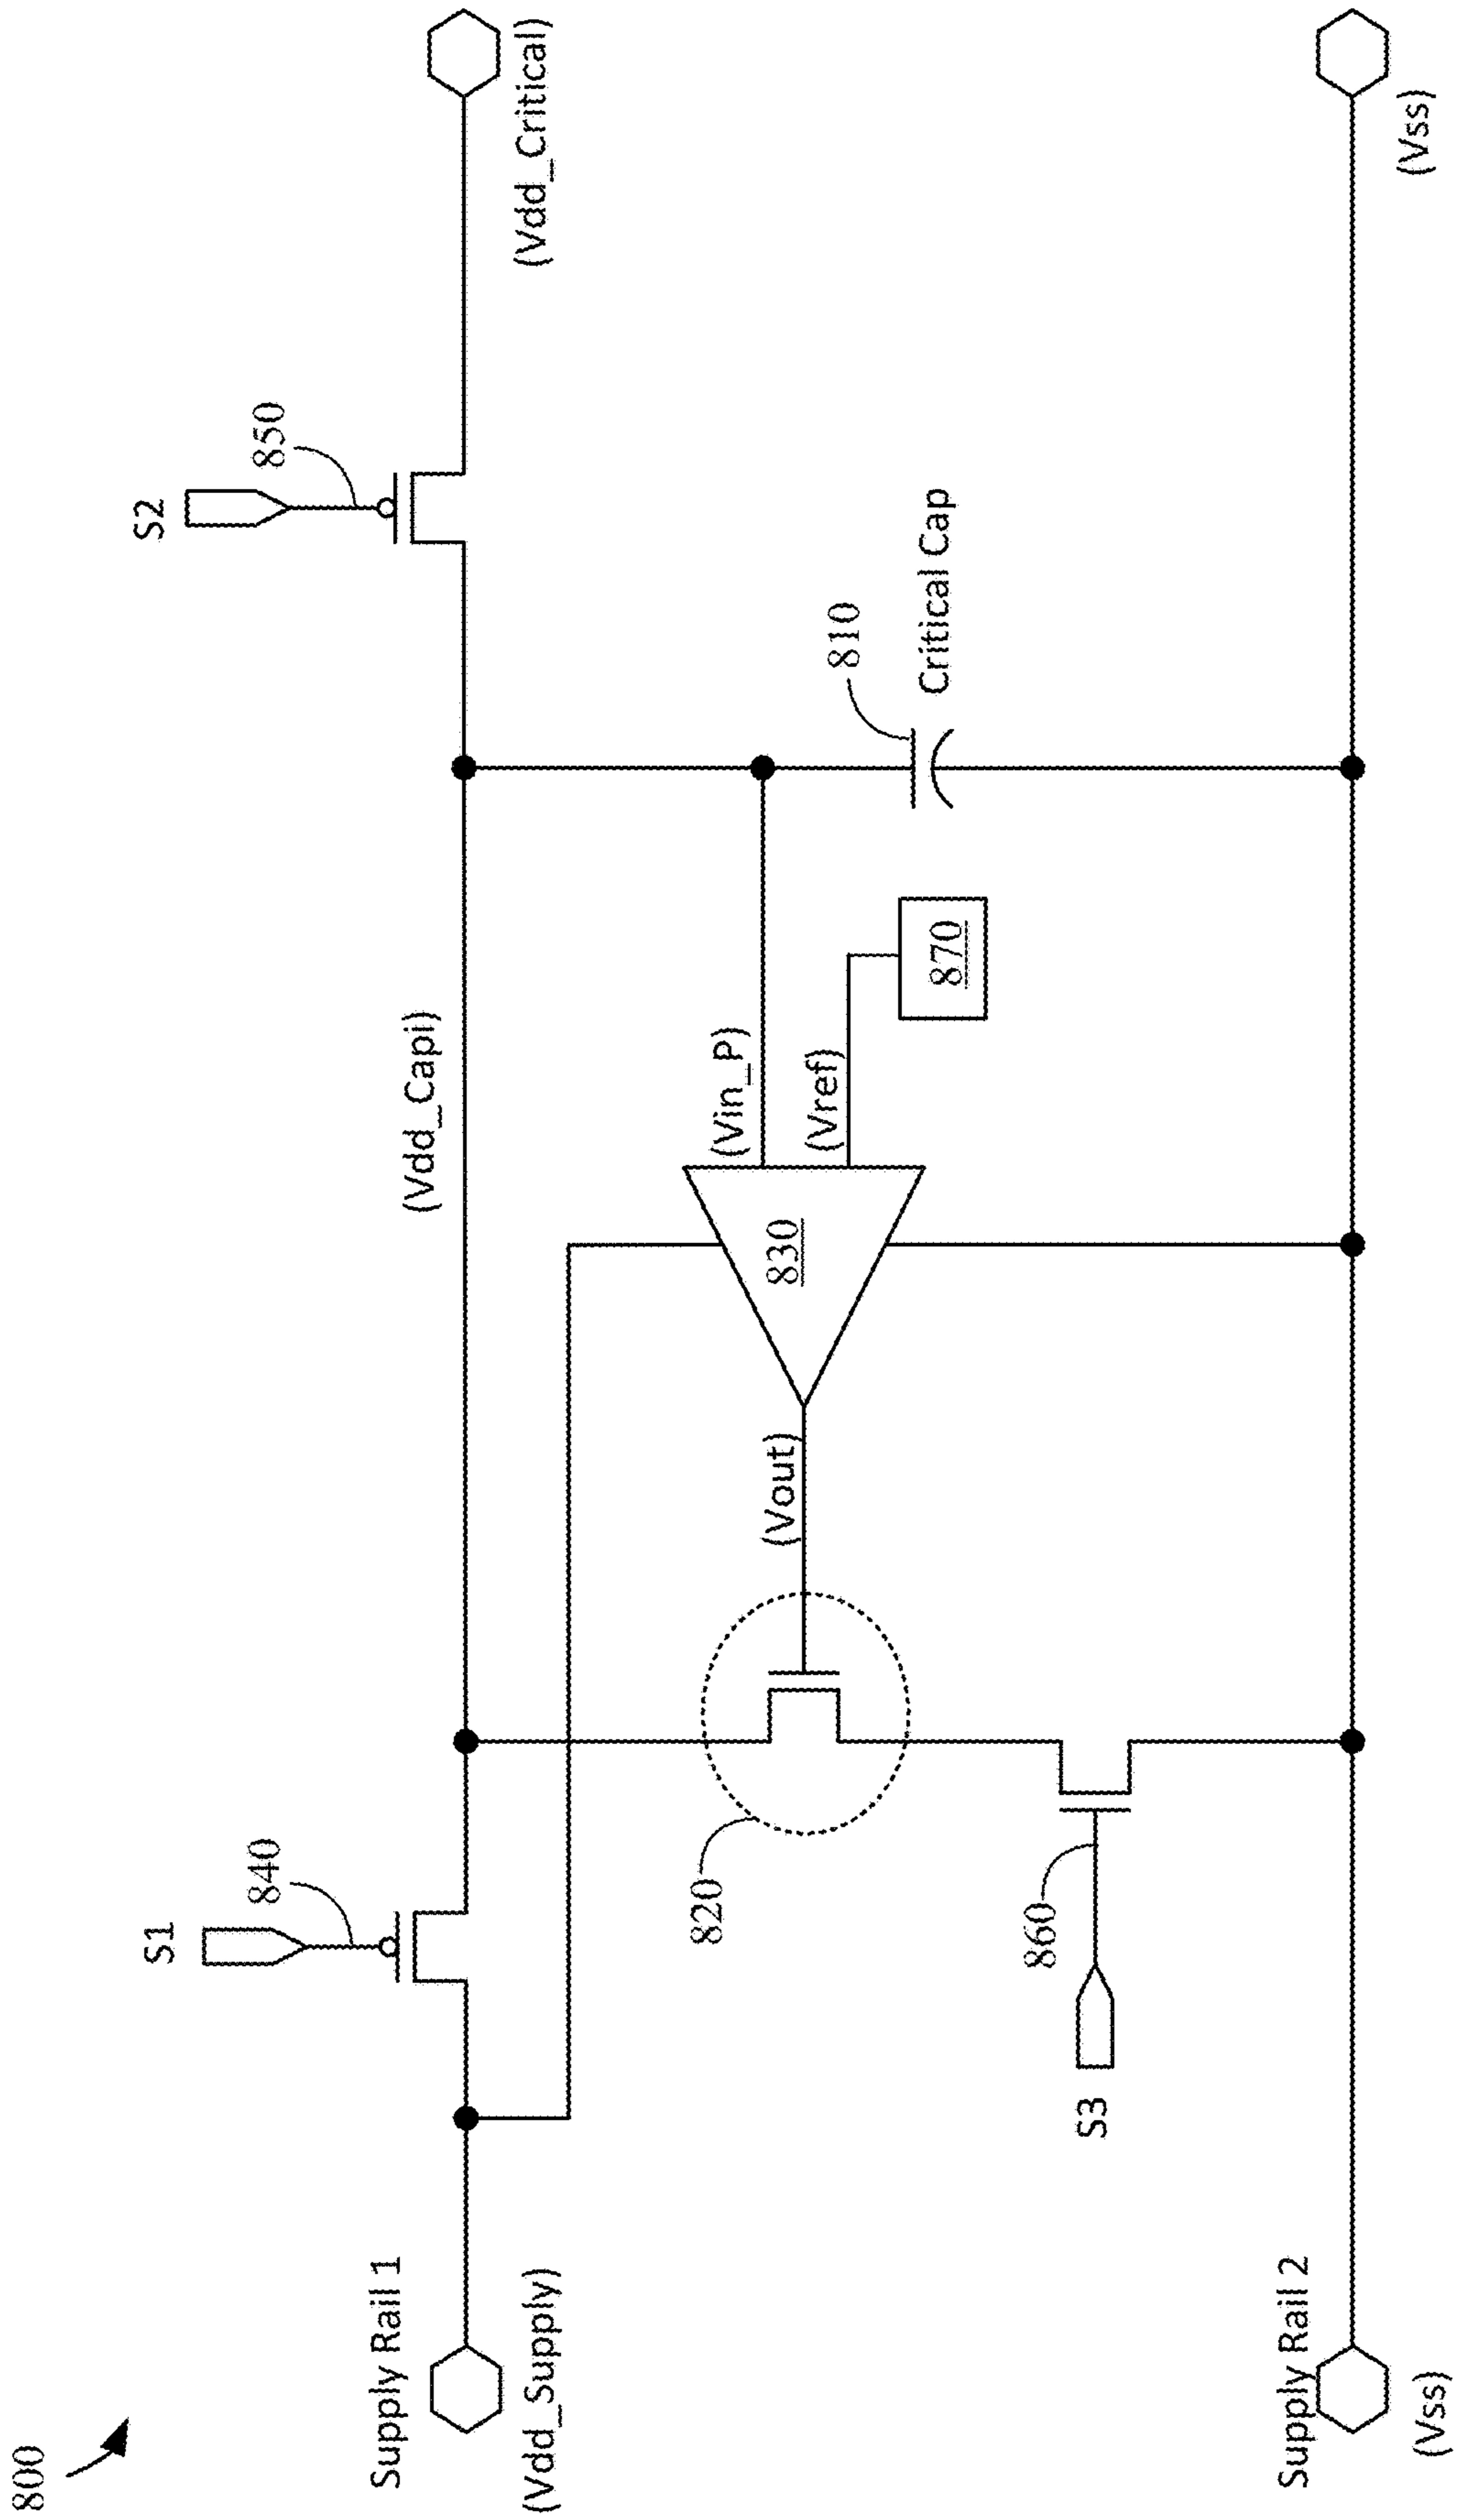 800
S1
840
S2
850
Supply Rail 1
(Vdd_Supply)
(Vdd_Capi)
(Vdd_Critical)
820
(Vout)
830
(Vin_P)
(Vref)
870
810
Critical Cap
860
S3
Supply Rail 2
(Vss)
(Vss)